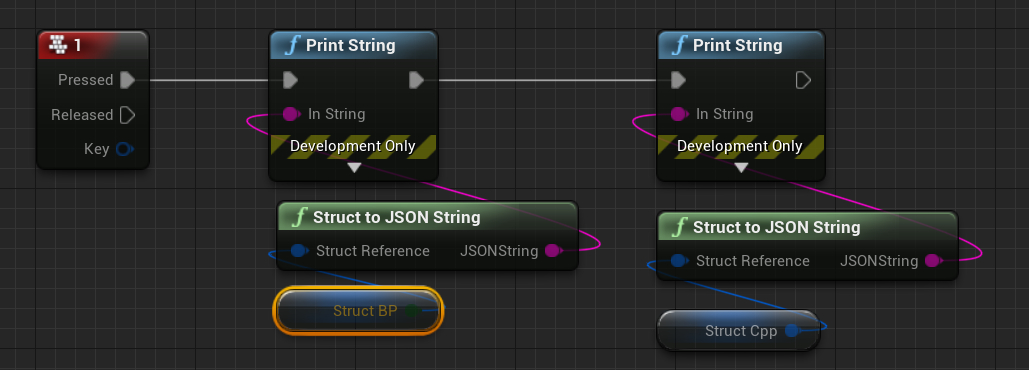 1
Pressed
Released
Key
f Print String
In String
Development Only
f Struct to JSON String
Struct Reference JSONString
Struct BP
f Print String
In String
Development Only
f Struct to JSON String
Struct Reference JSONString
Struct Cpp